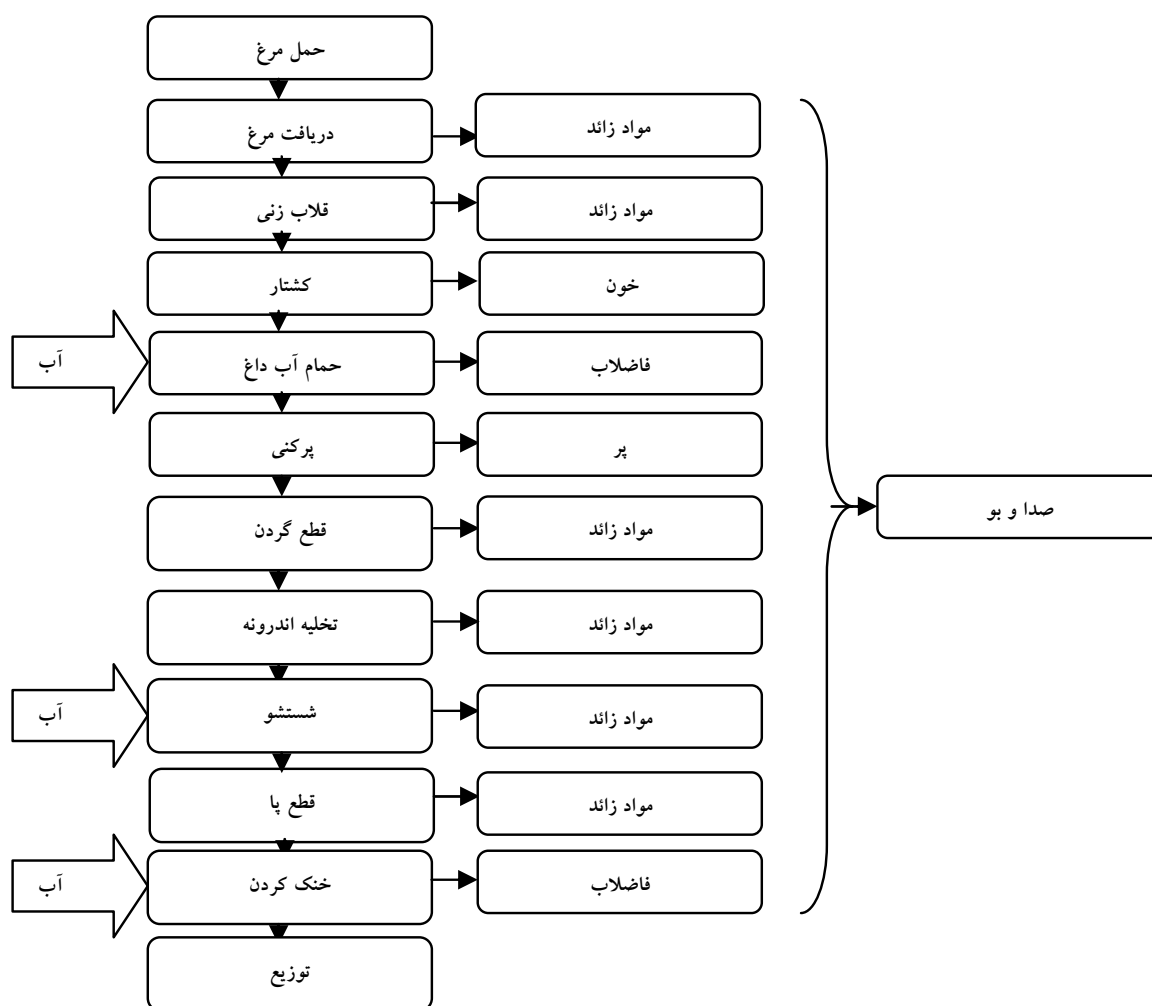 حمل مرغ
دریافت مرغ
مواد زائد
قلاب زنی
مواد زائد
کشتار
خون
آب
حمام آب داغ
فاضلاب
پرکنی
پر
صدا و بو
قطع گردن
مواد زائد
تخلیه اندرونه
مواد زائد
آب
شستشو
مواد زائد
قطع پا
مواد زائد
آب
خنک کردن
فاضلاب
توزیع